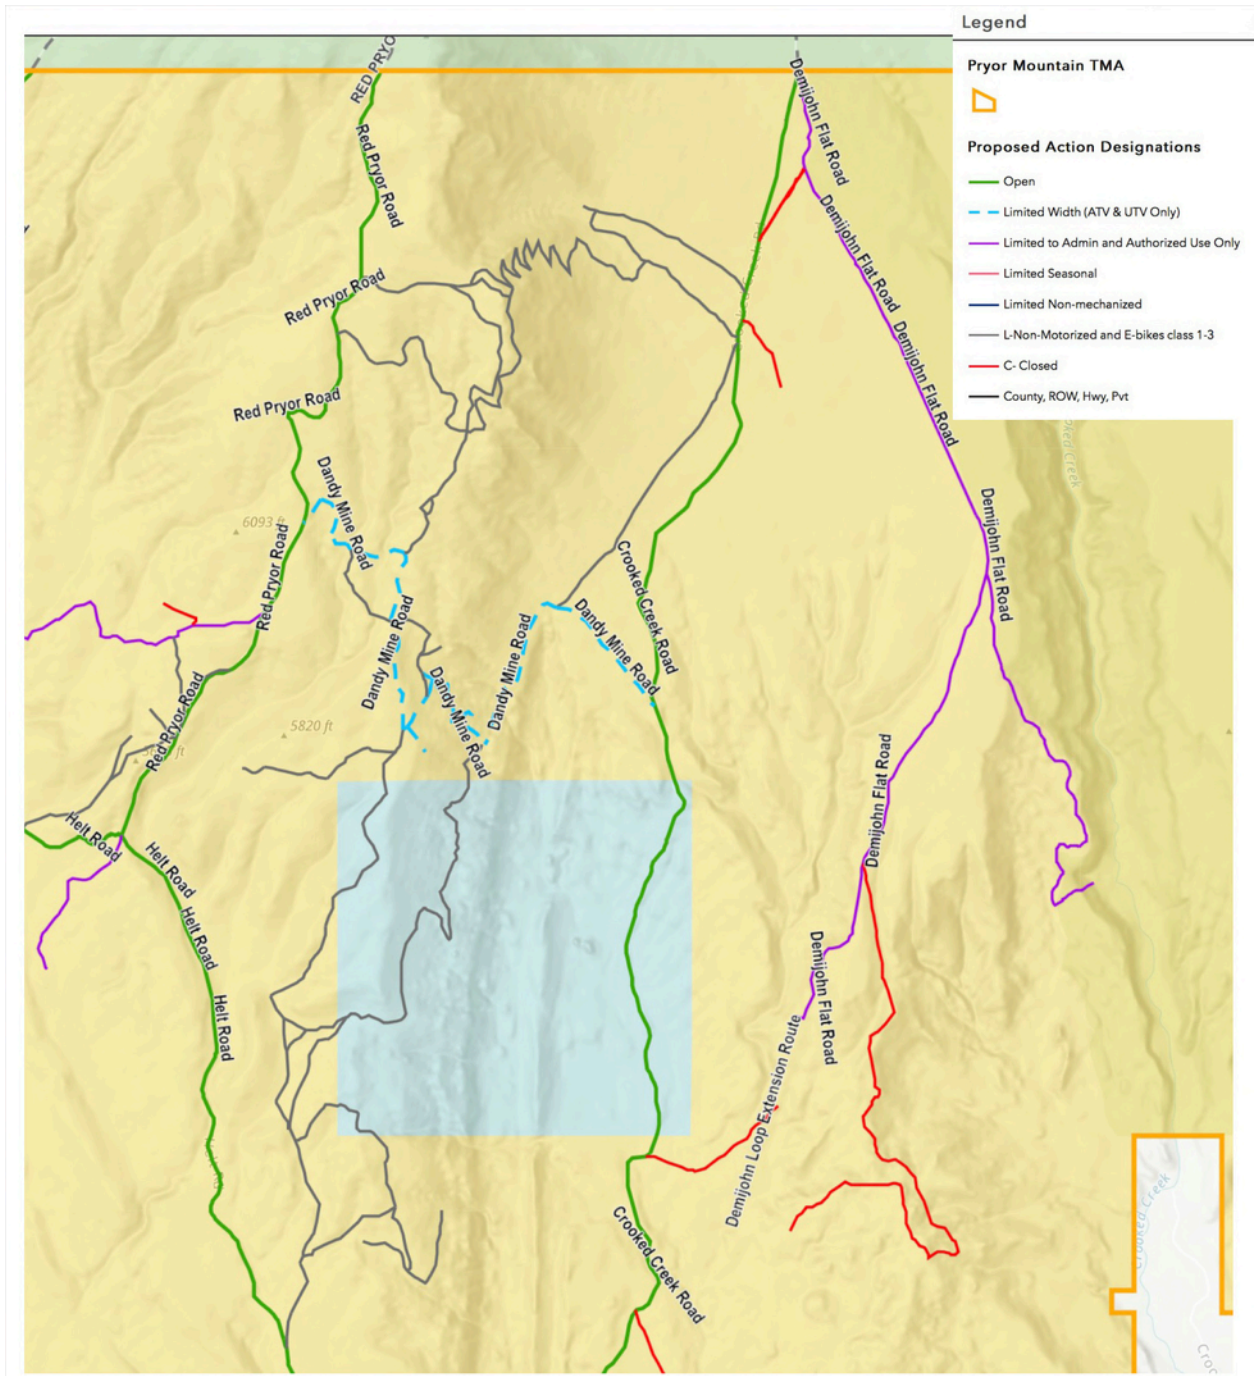 Legend
Pryor Mountain TMA
Proposed Action Designations
Open
Limited Width (ATV & UTV Only)
Limited to Admin and Authorized Use Only
Limited Seasonal
Limited Non-mechanized
L-Non-Motorized and E-bikes class 1-3
C- Closed
County, ROW, Hwy, Pvt
RED PRYO
Demijohn Flat Road
Red Pryor Road
Demijohn Flat Road
Red Pryor Road
Demijohn Flat Road
Red Pryor Road
ooked Creek
Dandy Mine Road
6093 ft
Demijohn Flat Road
Red Pryor Road
Crooked Creek Road
Dandy Mine Road
Dandy Mine Road
Dandy Mine Road
Dandy Mine Road
Red Pryor Road
5820 ft
Demijohn Flat Road
Helt Road
Helt Road
Helt Road
Demijohn Flat Road
Helt Road
Demijohn Loop Extension Route
Crooked Creek Road
Crooked Creek
Croo